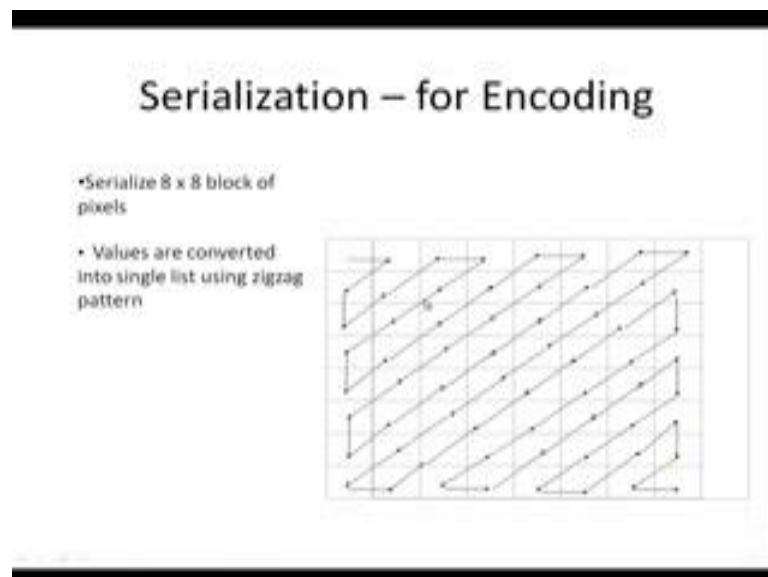 Serialization – for Encoding
•Serialize 8 x 8 block of
pixels
• Values are converted
into single list using zigzag
pattern